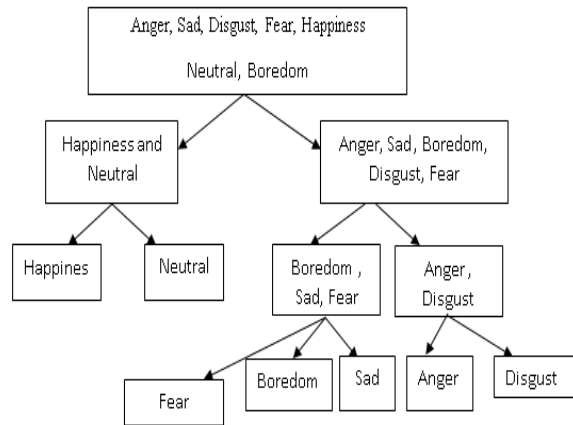 Anger, Sad, Disgust, Fear, Happiness
Neutral, Boredom
Happiness and
Neutral
Anger, Sad, Boredom,
Disgust, Fear
Happines
Neutral
Boredom ,
Sad, Fear
Anger ,
Disgust
Fear
Boredom
Sad
Anger
Disgust